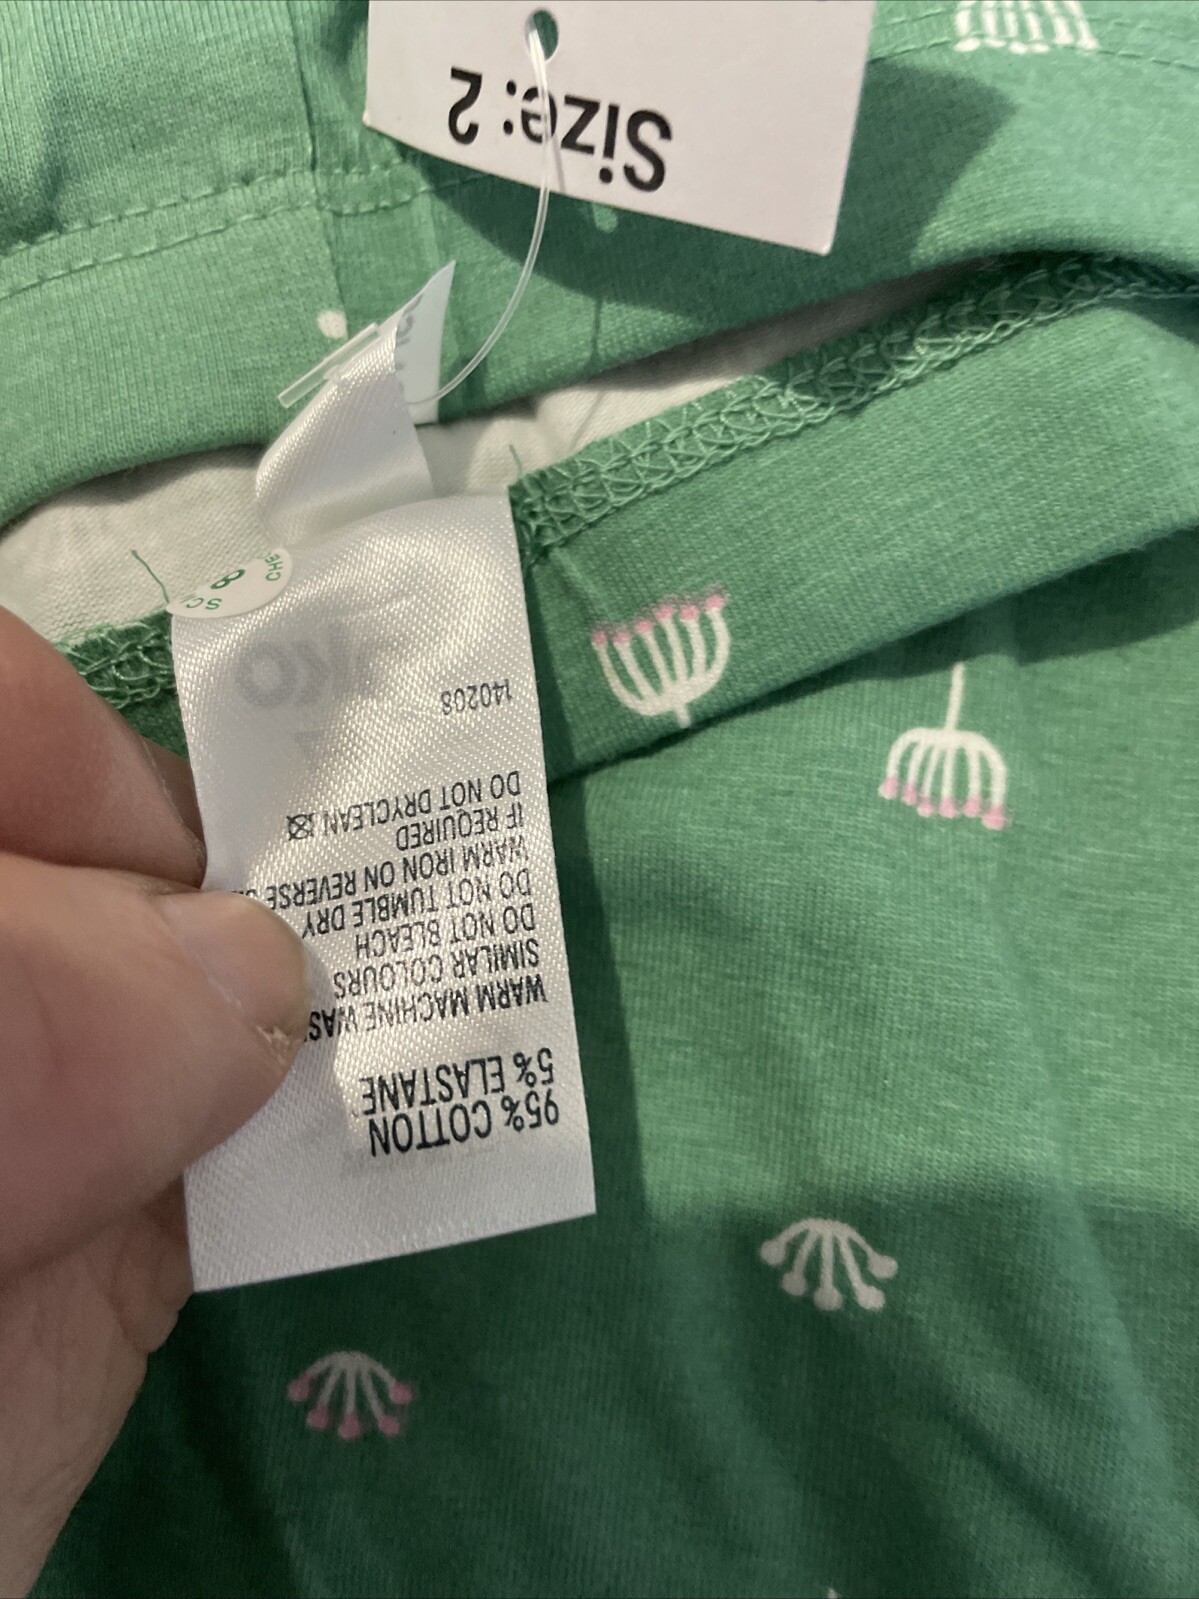 Size: 2
95% COTTON
5% ELASTANE
WARM MACHINE
SIMILAR COLOURS
DO NOT BLEACH
DO NOT TUMBLE DRY
WARM IRON ON REVERSE
IF REQUIRED
DO NOT DRYCLEAN
140208
8